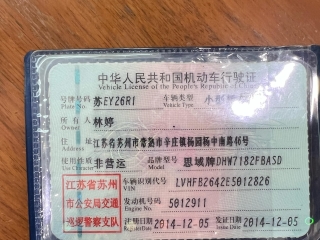 中华人民共和国机动车行驶证
Vehicle License of the People's Republic of China
号牌号码 苏EY26R1 车辆类型 小型
Plate No. Vehicle Type
所有人 林婷
Owner
住址 江苏省苏州市常熟市辛庄镇杨园杨中南路46号
Address
使用性质 非营运 品牌型号 思域牌DHW7182FBASD
Use Character Model
江苏省苏州
市公安局交通
巡逻警察支队
车辆识别代号 LVHFB2642E5012826
VIN
发动机号码 5012911
Engine No.
注册日期 2014-12-05 发证日期 2014-12-05
Register Date Issue Date